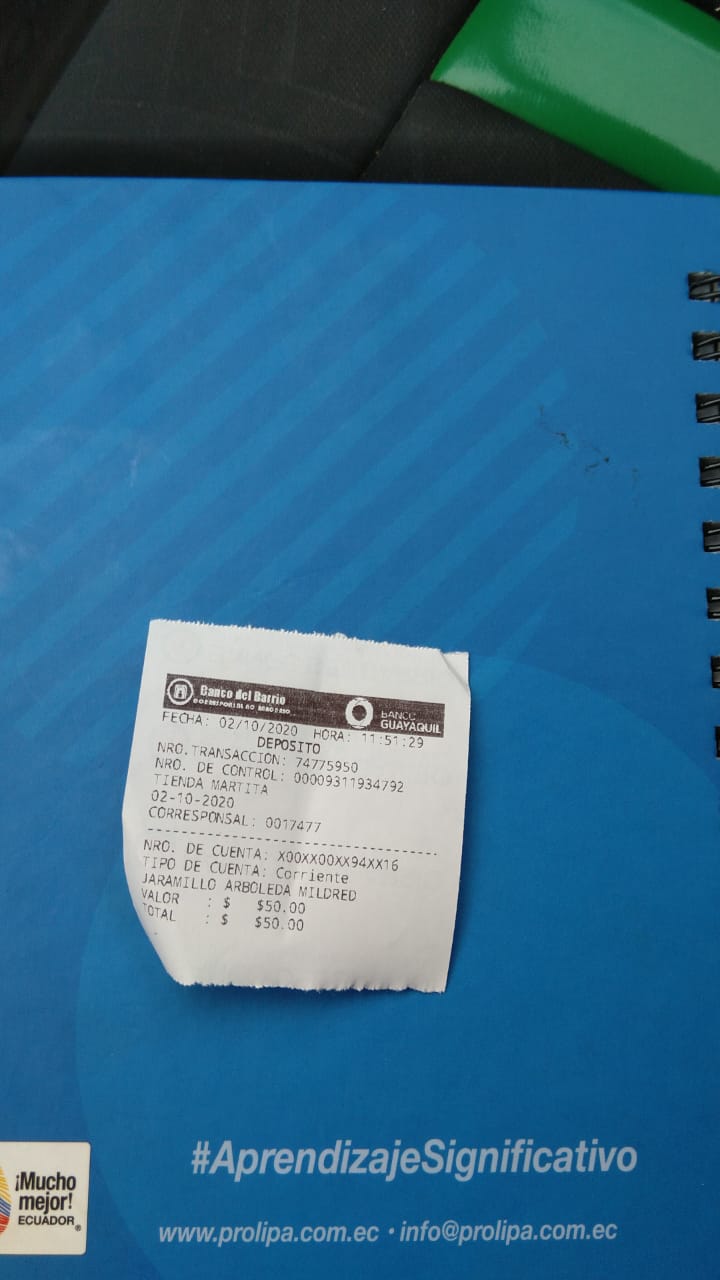 Banco del Barrio
CORRESPONSAL NO BANCARIO
BANCO
GUAYAQUIL
FECHA: 02/10/2020 HORA: 11:51:29
DEPOSITO
NRO.TRANSACCION: 74775950
NRO. DE CONTROL: 00009311934792
TIENDA MARTITA
02-10-2020
CORRESPONSAL: 0017477
NRO. DE CUENTA: X00XX00XX94XX16
TIPO DE CUENTA: Corriente
JARAMILLO ARBOLEDA MILDRED
VALOR : $ $50.00
TOTAL : $ $50.00
#AprendizajeSignificativo
¡Mucho
mejor!
ECUADOR®
www.prolipa.com.ec · info@prolipa.com.ec